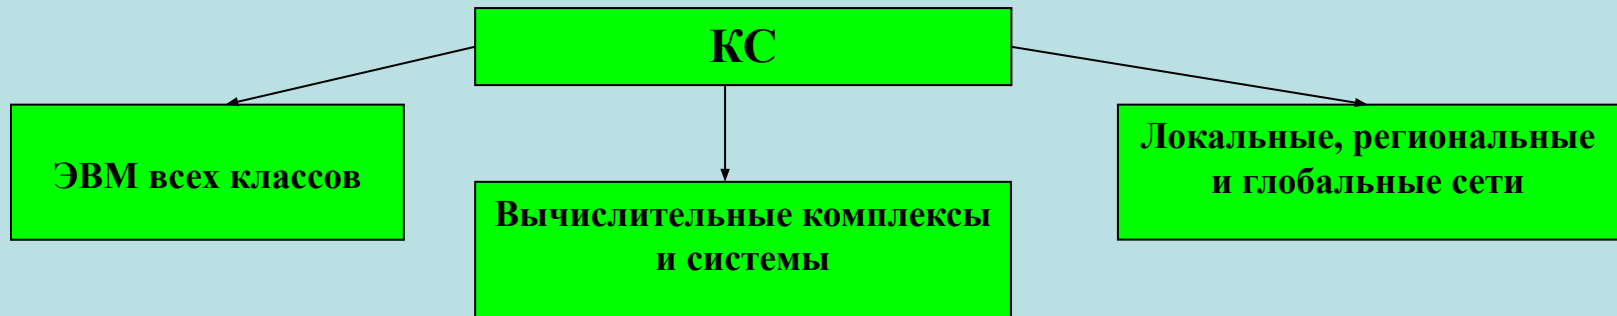 КС
ЭВМ всех классов
Вычислительные комплексы
и системы
Локальные, региональные
и глобальные сети